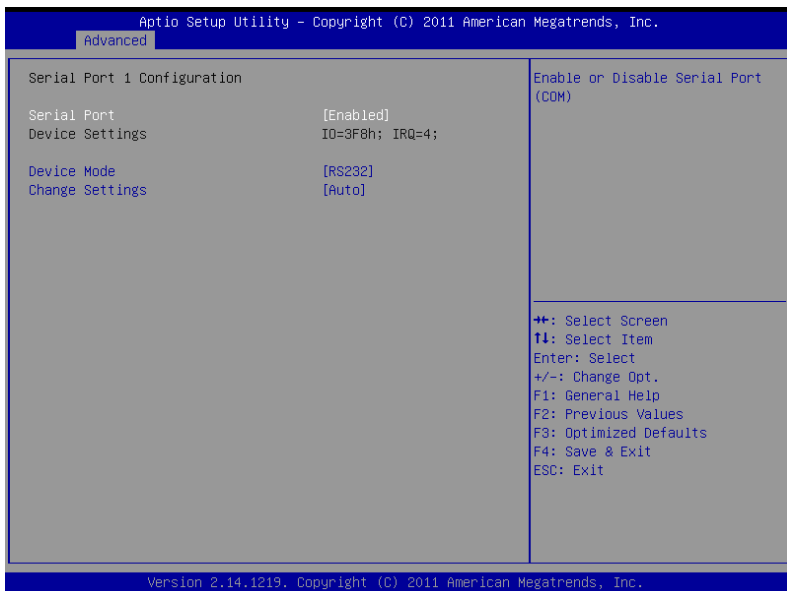 Aptio Setup Utility – Copyright (C) 2011 American Megatrends, Inc.
Advanced
Serial Port 1 Configuration
Serial Port [Enabled]
Device Settings IO=3F8h; IRQ=4;
Device Mode [RS232]
Change Settings [Auto]
Enable or Disable Serial Port
(COM)
→←: Select Screen
↑↓: Select Item
Enter: Select
+/-: Change Opt.
F1: General Help
F2: Previous Values
F3: Optimized Defaults
F4: Save & Exit
ESC: Exit
Version 2.14.1219. Copyright (C) 2011 American Megatrends, Inc.